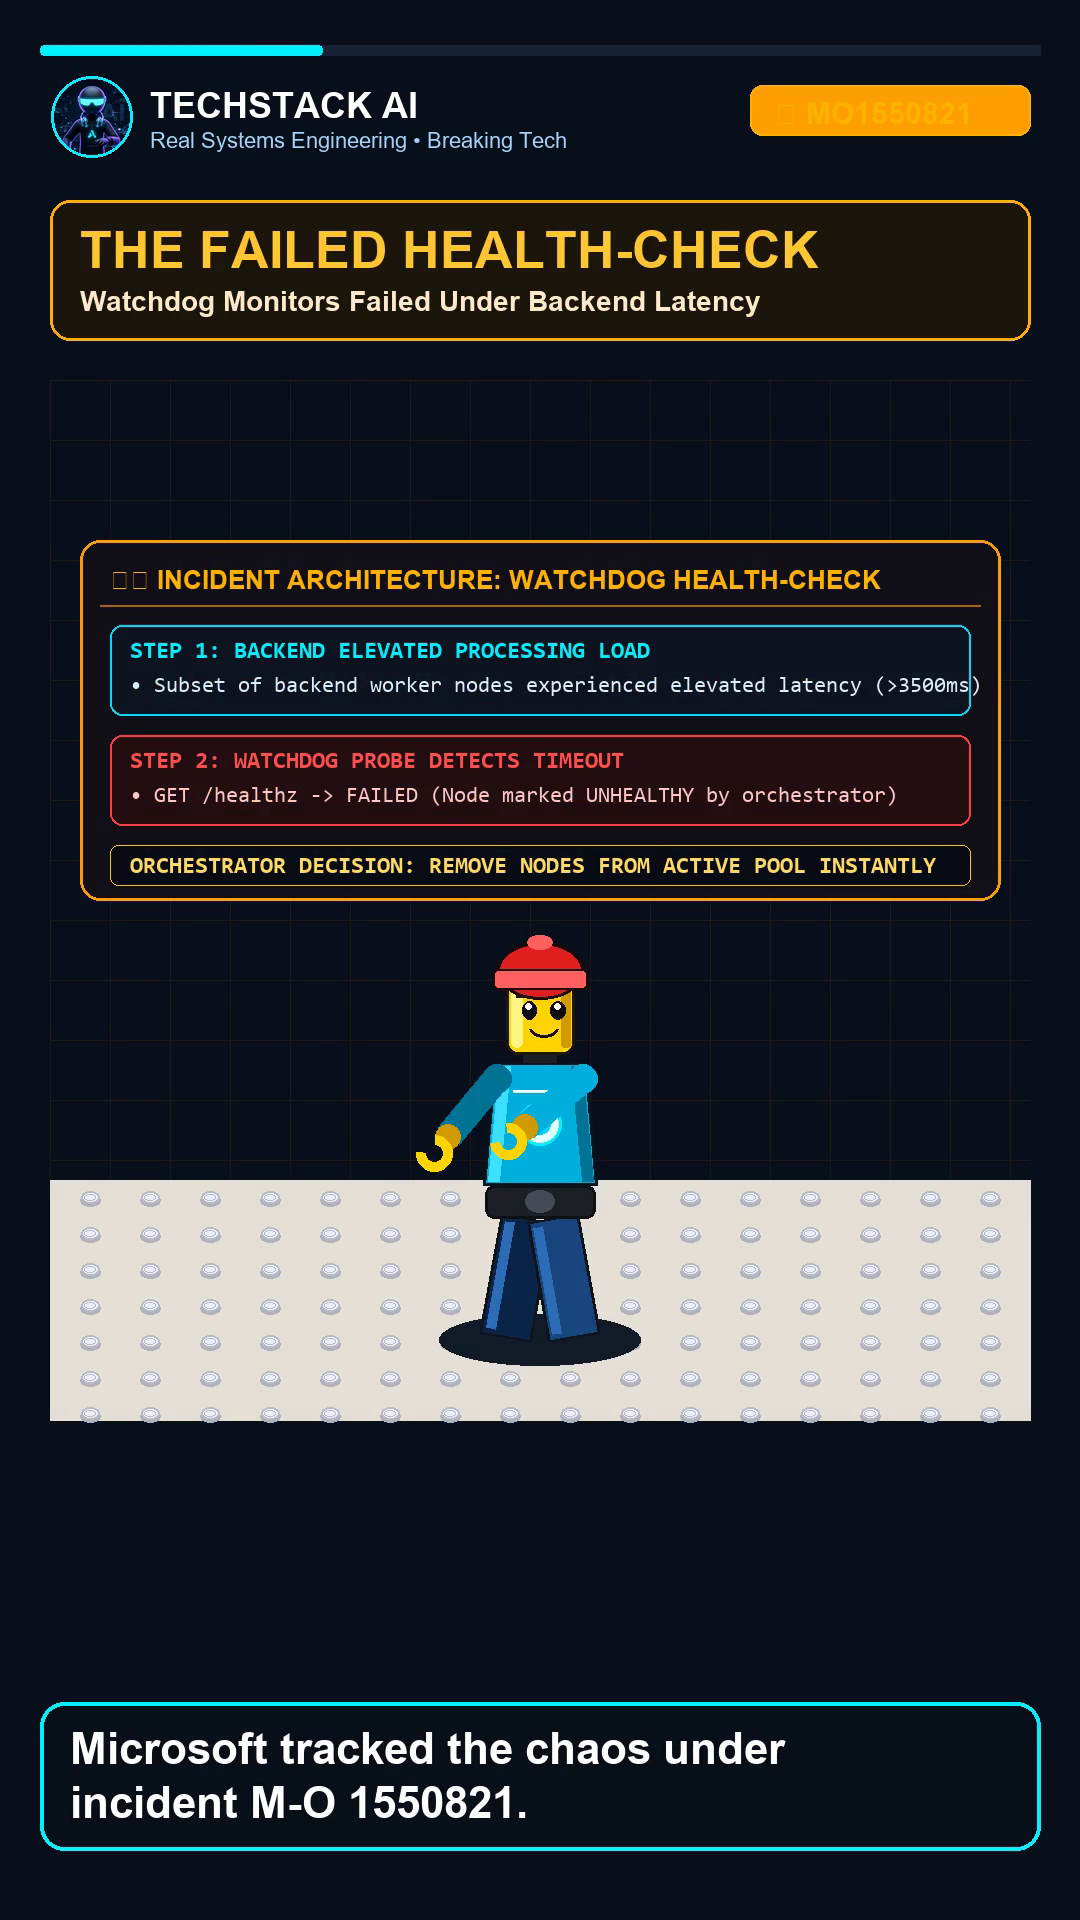 TECHSTACK AI
Real Systems Engineering • Breaking Tech
MO1550821
THE FAILED HEALTH-CHECK
Watchdog Monitors Failed Under Backend Latency
INCIDENT ARCHITECTURE: WATCHDOG HEALTH-CHECK
STEP 1: BACKEND ELEVATED PROCESSING LOAD
• Subset of backend worker nodes experienced elevated latency (>3500ms)
STEP 2: WATCHDOG PROBE DETECTS TIMEOUT
• GET /healthz -> FAILED (Node marked UNHEALTHY by orchestrator)
ORCHESTRATOR DECISION: REMOVE NODES FROM ACTIVE POOL INSTANTLY
Microsoft tracked the chaos under
incident M-O 1550821.